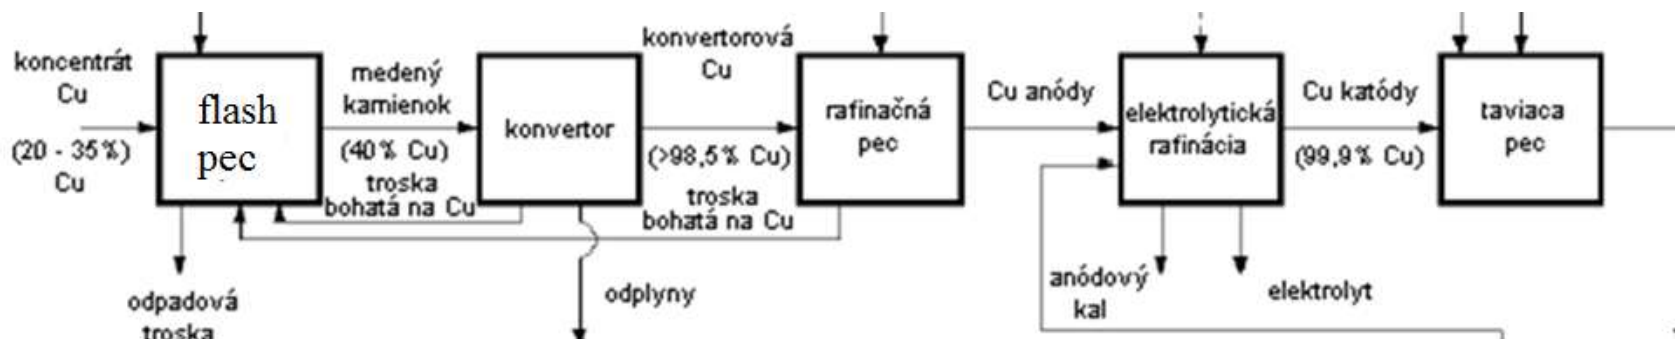 koncentrát
Cu
(20 - 35%)
Cu
flash
pec
odpadová
troska
medený
kamienok
(40% Cu)
troska
bohatá na Cu
konvertor
odplyny
konvertorová
Cu
(>98,5% Cu)
troska
bohatá na Cu
rafinačná
pec
Cu anódy
elektrolytická
rafinácia
anódový
kal
elektrolyt
Cu katódy
(99,9% Cu)
taviaca
pec